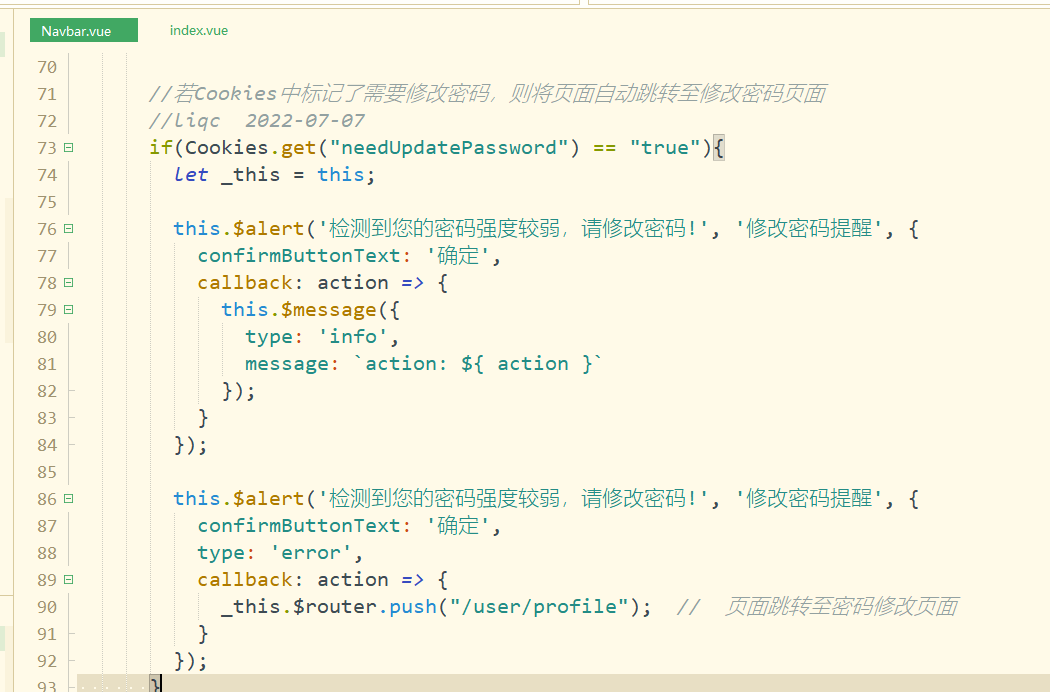 Navbar.vue index.vue
70
71 //若Cookies中标记了需要修改密码，则将页面自动跳转至修改密码页面
72 //liqc  2022-07-07
73 if(Cookies.get("needUpdatePassword") == "true"){
74 let _this = this;
75
76 this.$alert('检测到您的密码强度较弱，请修改密码!', '修改密码提醒', {
77 confirmButtonText: '确定',
78 callback: action => {
79 this.$message({
80 type: 'info',
81 message: `action: ${ action }`
82 });
83 }
84 });
85
86 this.$alert('检测到您的密码强度较弱，请修改密码!', '修改密码提醒', {
87 confirmButtonText: '确定',
88 type: 'error',
89 callback: action => {
90 _this.$router.push("/user/profile");  //  页面跳转至密码修改页面
91 }
92 });
93 }